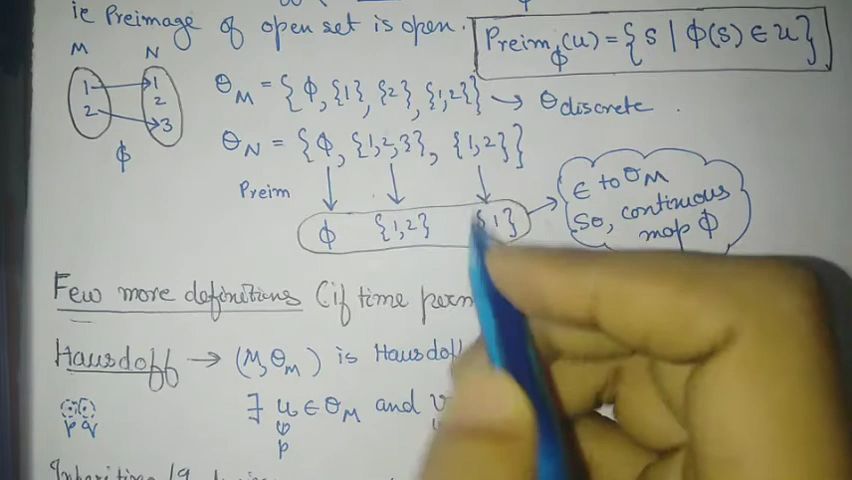 ie Preimage of open set is open.
Preim_ϕ(u) = {s | ϕ(s) ∈ u}
M N
1 1
2 2
3
ϕ
θ_M = {ϕ, {1}, {2}, {1,2}} → θ_discrete.
θ_N = {ϕ, {1,2,3}, {1,2}}
Preim
ϕ {1,2} {1}
∈ to θ_M
So, continuous
map ϕ
Few more definitions (if time
Hausdoff → (M, θ_M) is
p q
∃ u ∈ θ_M and
p